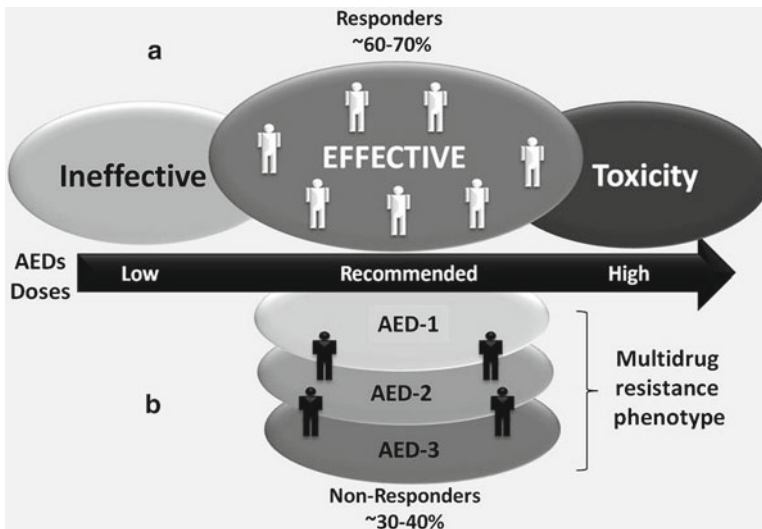 Responders
~60-70%
a
Ineffective
EFFECTIVE
Toxicity
AEDs
Doses
Low
Recommended
High
AED-1
AED-2
AED-3
b
Multidrug
resistance
phenotype
Non-Responders
~30-40%